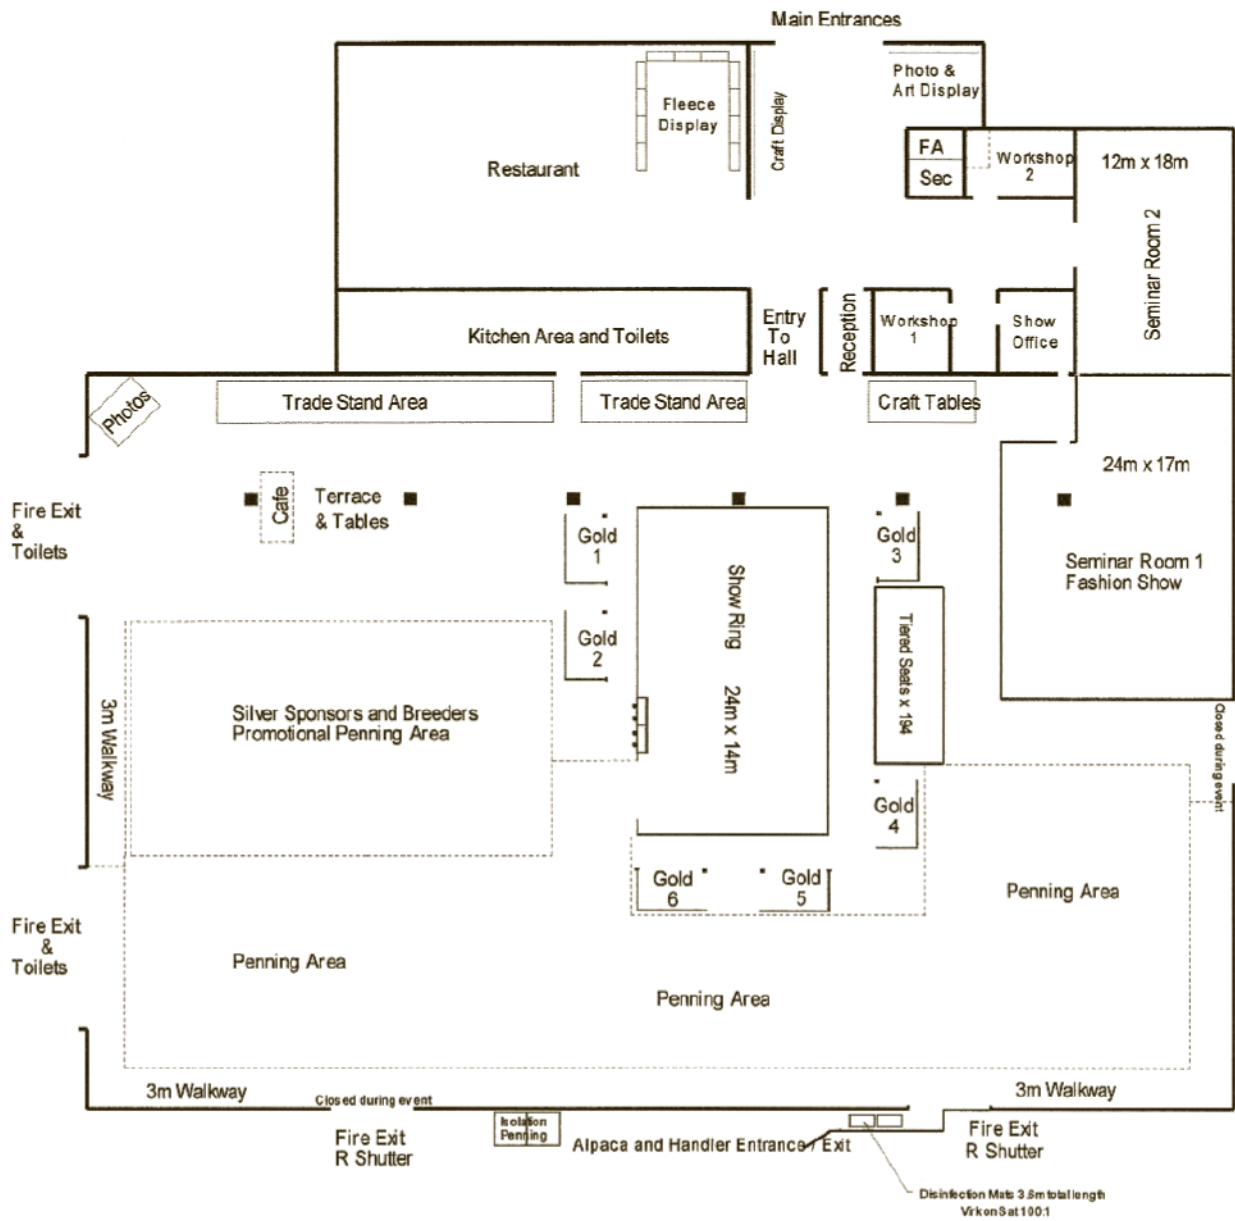 Main Entrances
Photo &
Art Display
Fleece
Display
Craft Display
Restaurant
FA
Sec
Workshop
2
12m x 18m
Seminar Room 2
Kitchen Area and Toilets
Entry
To
Hall
Reception
Workshop
1
Show
Office
Photos
Trade Stand Area
Trade Stand Area
Craft Tables
24m x 17m
Fire Exit
&
Toilets
Cafe
Terrace
& Tables
Gold
1
Gold
3
Show Ring 24m x 14m
Seminar Room 1
Fashion Show
Gold
2
Tiered Seats x 194
3m Walkway
Silver Sponsors and Breeders
Promotional Penning Area
Closed during event
Gold
4
Gold
6
Gold
5
Penning Area
Fire Exit
&
Toilets
Penning Area
Penning Area
3m Walkway
3m Walkway
Closed during event
Isolation
Penning
Fire Exit
R Shutter
Alpaca and Handler Entrance / Exit
Fire Exit
R Shutter
Disinfection Mats 3.6m total length
Virkon Sat 100:1